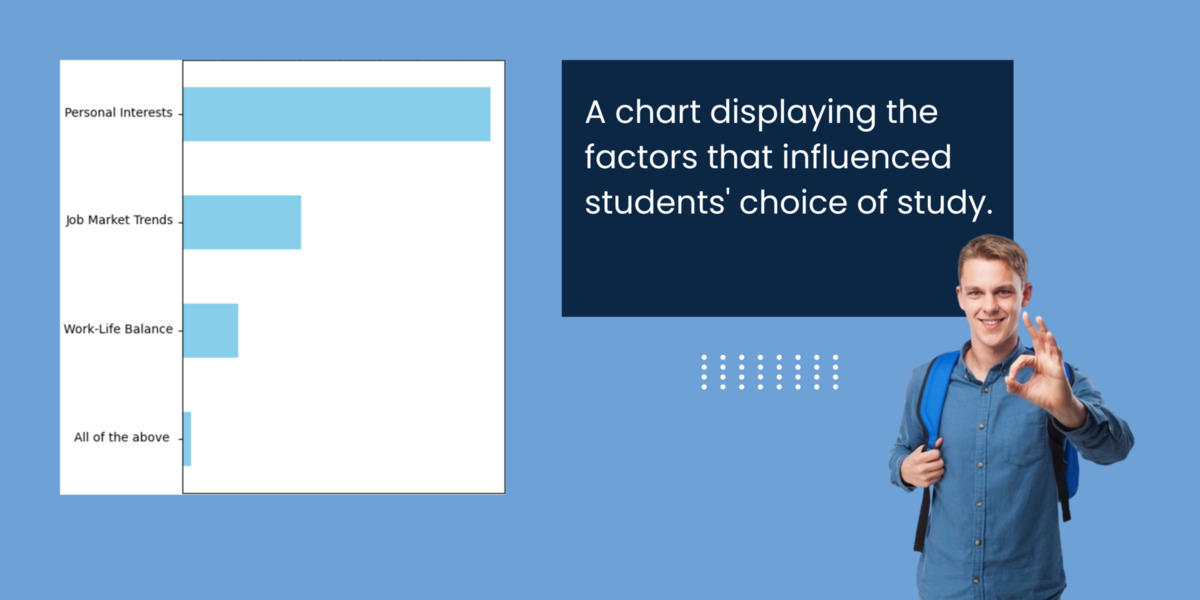 Personal Interests
Job Market Trends
Work-Life Balance
All of the above
A chart displaying the
factors that influenced
students' choice of study.